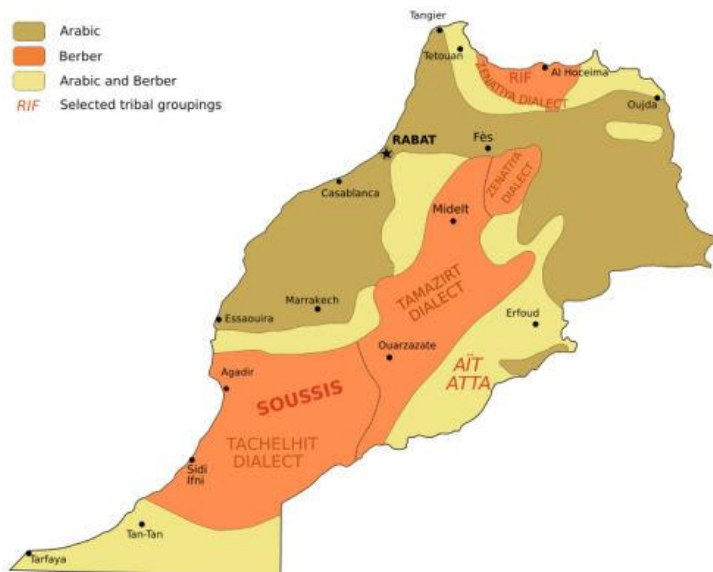 Arabic
Berber
Arabic and Berber
RIF Selected tribal groupings
Tangier
Tetouan
RIF
Al Hoceima
ZENATIYA DIALECT
Oujda
RABAT
Fès
Casablanca
ZENATIYA
DIALECT
Midelt
TAMAZIRT
DIALECT
Marrakech
Essaouira
Erfoud
Ouarzazate
AÏT
ATTA
Agadir
SOUSSIS
TACHELHIT
DIALECT
Sidi
Ifni
Tan-Tan
Tarfaya